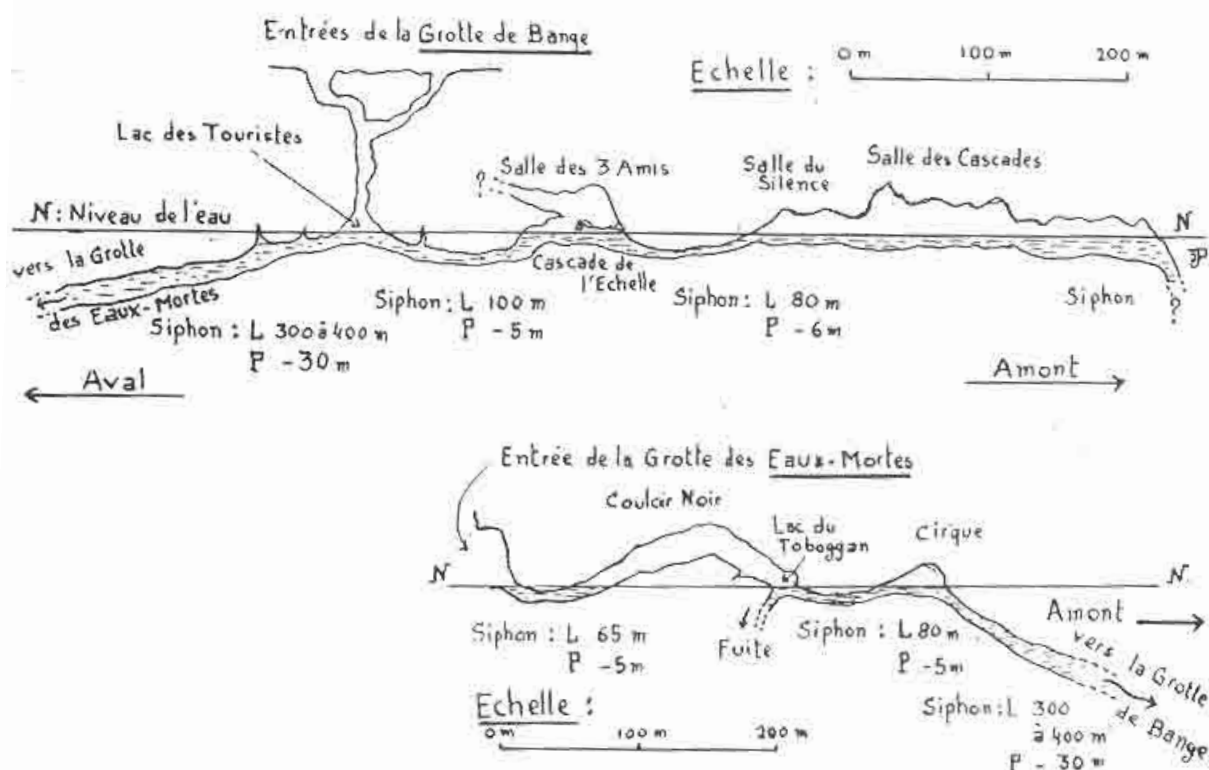 Entrées de la Grotte de Bange
Echelle :
0m 100 m 200 m
Lac des Touristes
Salle des 3 Amis
Salle du
Silence
Salle des Cascades
?
N : Niveau de l'eau
N
P
vers la Grotte
des Eaux-Mortes
Cascade de
l'Echelle
Siphon
?
Siphon : L 300 à 400 m
P - 30 m
Siphon : L 100 m
P - 5 m
Siphon : L 80 m
P - 6 m
Aval
Amont
Entrée de la Grotte des Eaux-Mortes
Couloir Noir
Lac du
Toboggan
Cirque
N
N
Siphon : L 65 m
P - 5 m
Fuite
Siphon : L 80 m
P - 5 m
Amont
vers la Grotte
de Bange
Siphon : L 300
à 400 m
P - 30 m
Echelle :
0m 100 m 200 m